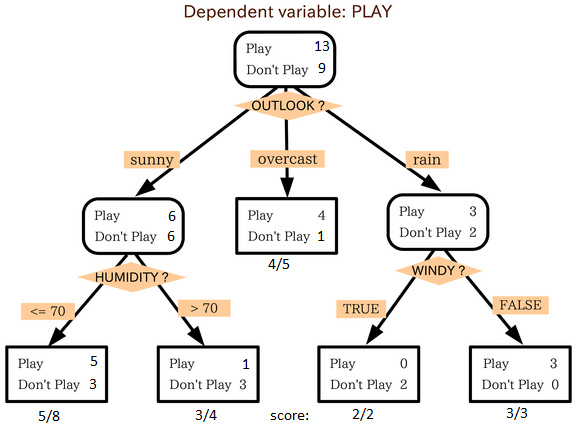 Dependent variable: PLAY
Play 13
Don't Play 9
OUTLOOK ?
sunny
overcast
rain
Play 6
Don't Play 6
Play 4
Don't Play 1
4/5
Play 3
Don't Play 2
HUMIDITY ?
WINDY ?
<= 70
> 70
TRUE
FALSE
Play 5
Don't Play 3
5/8
Play 1
Don't Play 3
3/4
score:
Play 0
Don't Play 2
2/2
Play 3
Don't Play 0
3/3